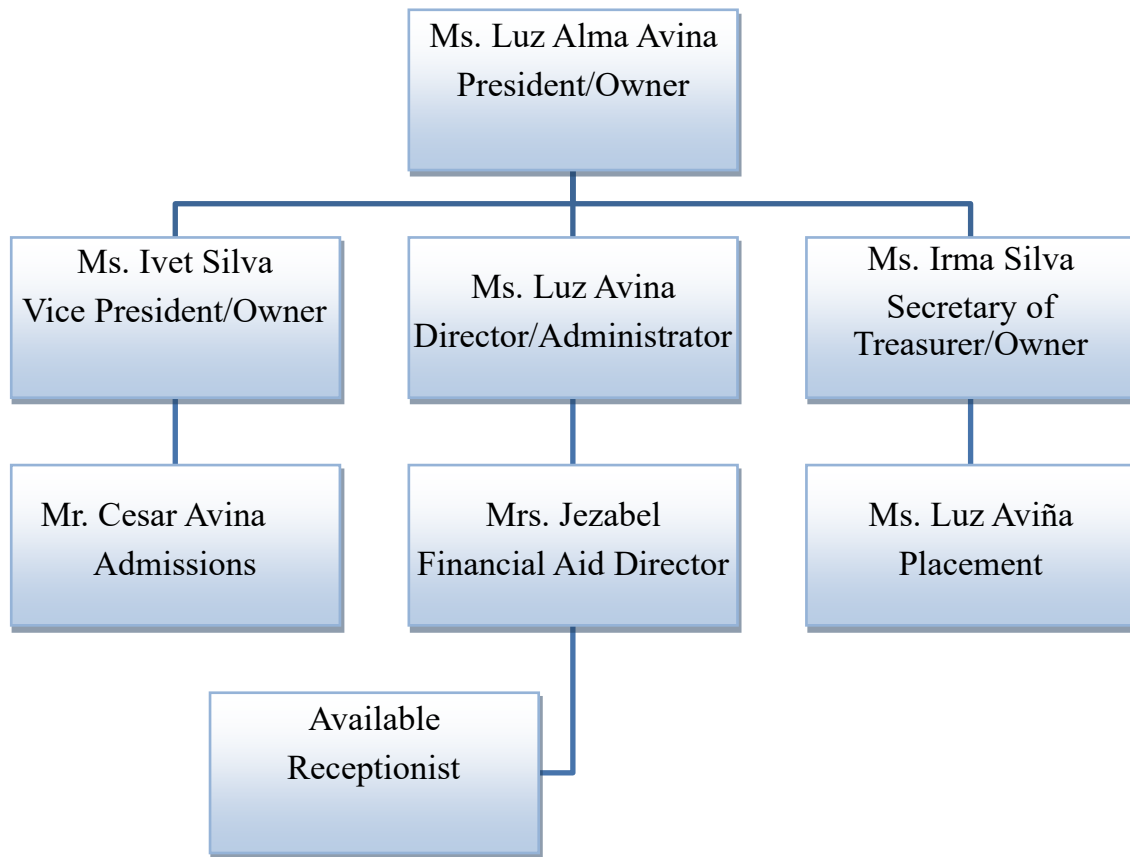 Ms. Luz Alma Avina
President/Owner
Ms. Ivet Silva
Vice President/Owner
Ms. Luz Avina
Director/Administrator
Ms. Irma Silva
Secretary of
Treasurer/Owner
Mr. Cesar Avina
Admissions
Mrs. Jezabel
Financial Aid Director
Ms. Luz Aviña
Placement
Available
Receptionist